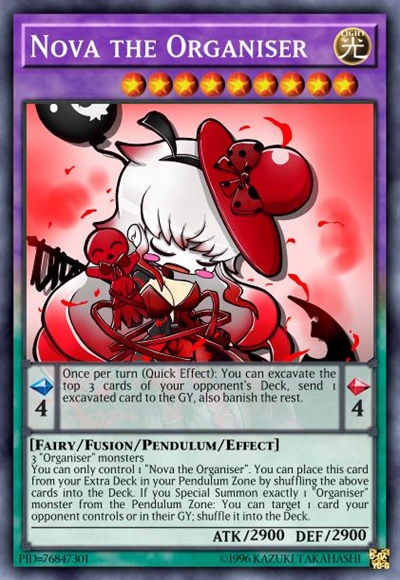 NOVA THE ORGANISER
LIGHT
光
Once per turn (Quick Effect): You can excavate the
top 3 cards of your opponent's Deck, send 1
excavated card to the GY, also banish the rest.
4
4
[FAIRY/FUSION/PENDULUM/EFFECT]
3 "Organiser" monsters
You can only control 1 "Nova the Organiser". You can place this card
from your Extra Deck in your Pendulum Zone by shuffling the above
cards into the Deck. If you Special Summon exactly 1 "Organiser"
monster from the Pendulum Zone: You can target 1 card your
opponent controls or in their GY; shuffle it into the Deck.
ATK/2900 DEF/2900
PID=76847301
©1996 KAZUKI TAKAHASHI